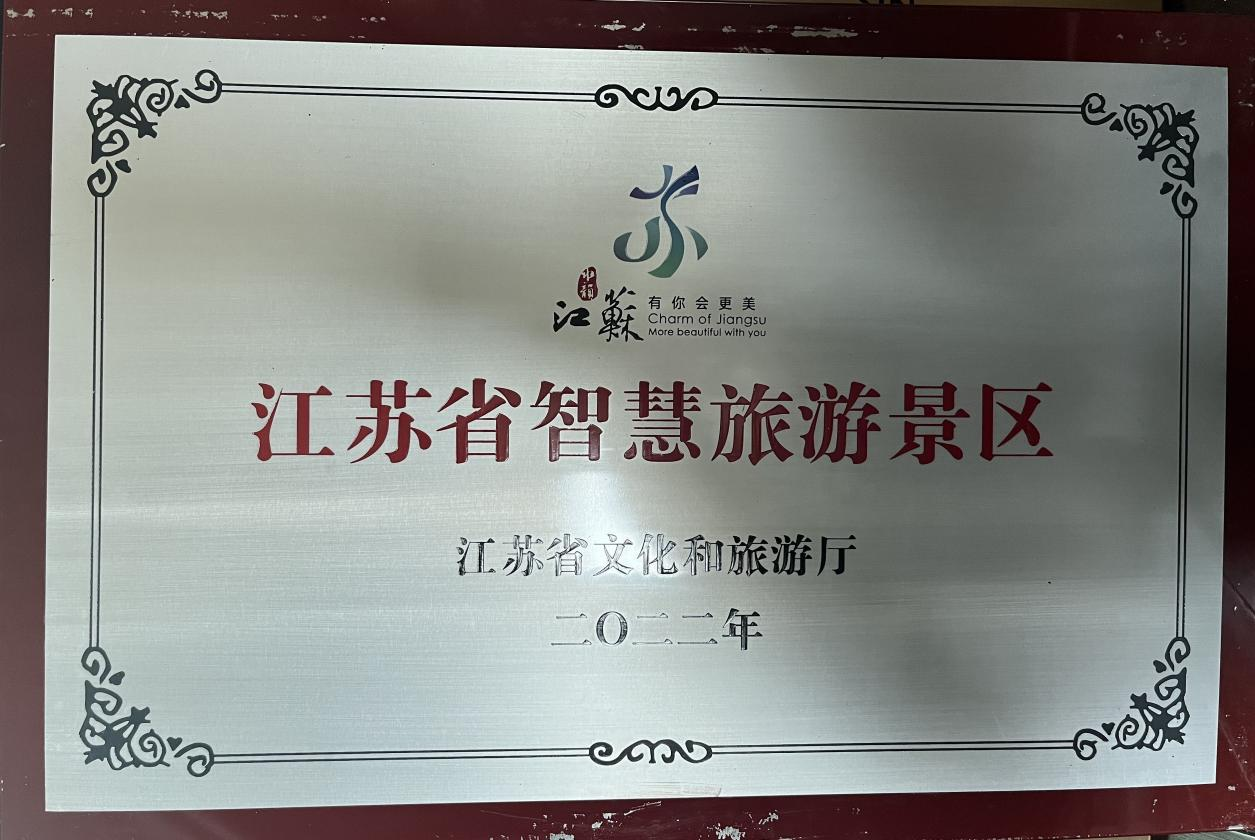 水韵
江蘇
有你会更美
Charm of Jiangsu
More beautiful with you
江苏省智慧旅游景区
江苏省文化和旅游厅
二〇二二年